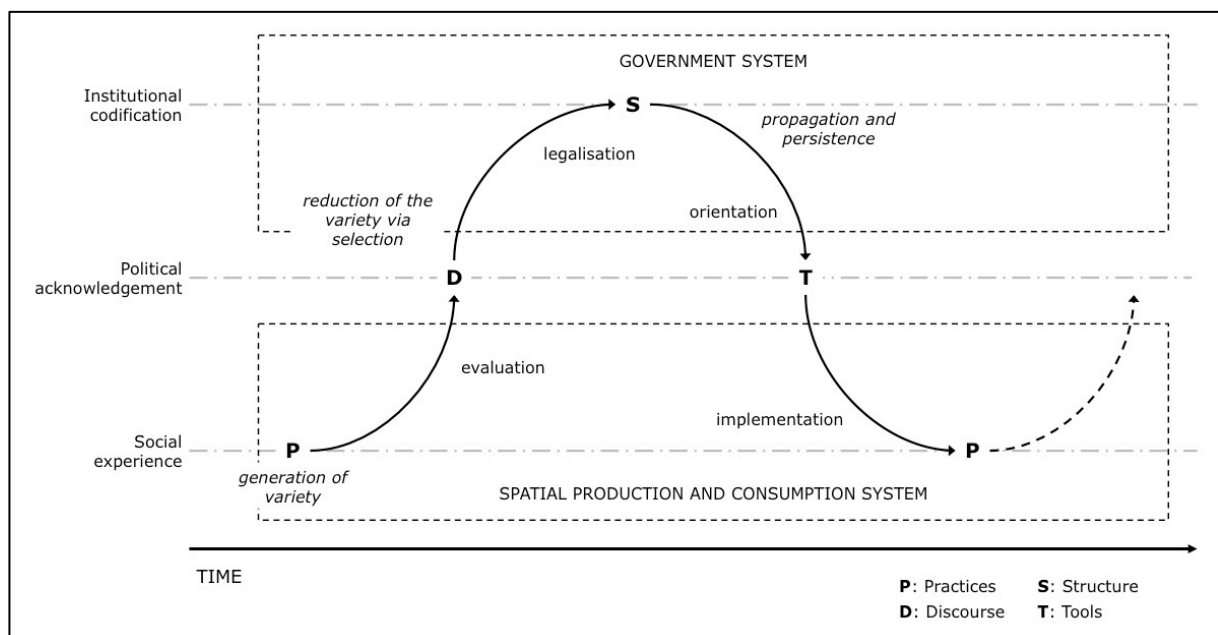 GOVERNMENT SYSTEM
Institutional
codification
S
propagation and
persistence
legalisation
reduction of the
variety via
selection
orientation
Political
acknowledgement
D
T
evaluation
implementation
Social
experience
P
P
generation of
variety
SPATIAL PRODUCTION AND CONSUMPTION SYSTEM
TIME
P: Practices
S: Structure
D: Discourse
T: Tools